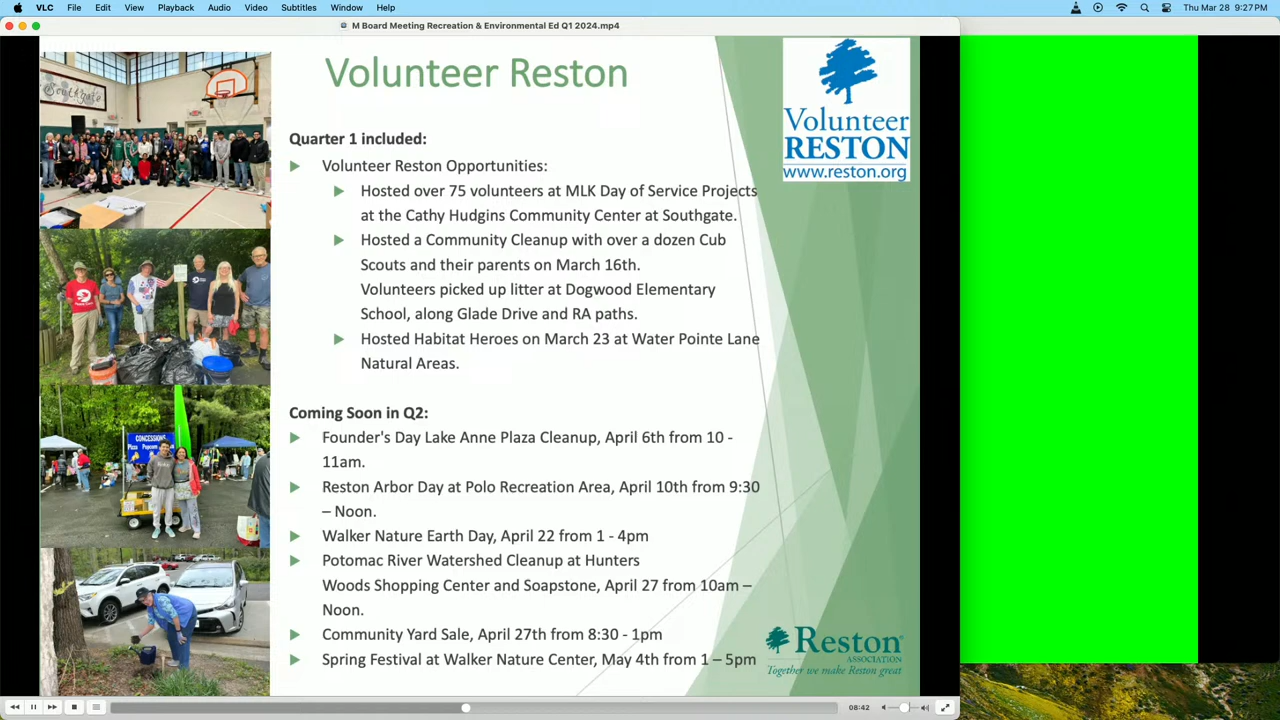 VLC File Edit View Playback Audio Video Subtitles Window Help Thu Mar 28 9:27 PM
M Board Meeting Recreation & Environmental Ed Q1 2024.mp4
Southgate
CONCESSIONS
Volunteer Reston
Volunteer
RESTON
www.reston.org
Quarter 1 included:
Volunteer Reston Opportunities:
Hosted over 75 volunteers at MLK Day of Service Projects
at the Cathy Hudgins Community Center at Southgate.
Hosted a Community Cleanup with over a dozen Cub
Scouts and their parents on March 16th.
Volunteers picked up litter at Dogwood Elementary
School, along Glade Drive and RA paths.
Hosted Habitat Heroes on March 23 at Water Pointe Lane
Natural Areas.
Coming Soon in Q2:
Founder's Day Lake Anne Plaza Cleanup, April 6th from 10 -
11am.
Reston Arbor Day at Polo Recreation Area, April 10th from 9:30
– Noon.
Walker Nature Earth Day, April 22 from 1 - 4pm
Potomac River Watershed Cleanup at Hunters
Woods Shopping Center and Soapstone, April 27 from 10am –
Noon.
Community Yard Sale, April 27th from 8:30 - 1pm
Spring Festival at Walker Nature Center, May 4th from 1 – 5pm
Reston
ASSOCIATION
Together we make Reston great
08:42